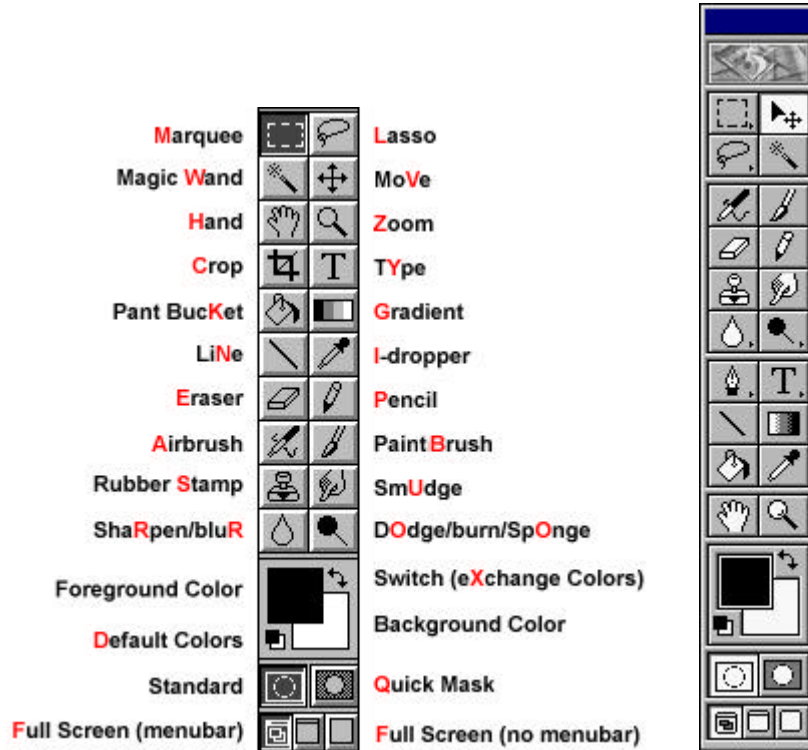 Marquee Lasso
Magic Wand MoVe
Hand Zoom
Crop T TYpe
Pant BucKet Gradient
LiNe I-dropper
Eraser Pencil
Airbrush PaintBrush
Rubber Stamp SmUdge
ShaRpen/bluR DOdge/burn/SpOnge
T
Foreground Color Switch (eXchange Colors)
Default Colors Background Color
Standard Quick Mask
Full Screen (menubar) Full Screen (no menubar)